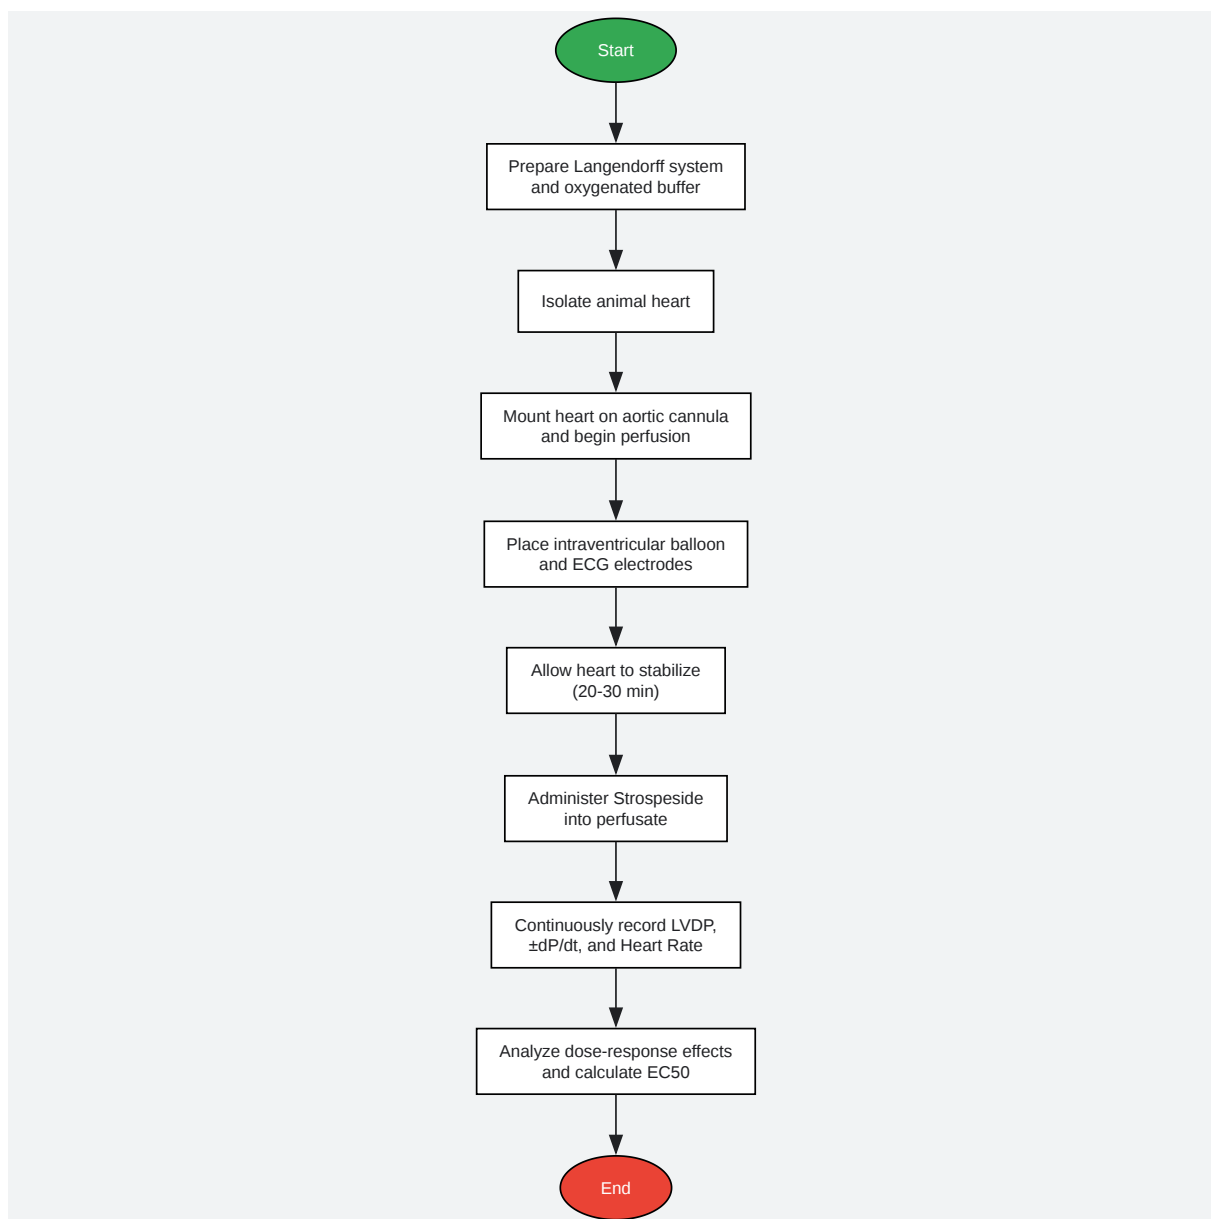 Start
Prepare Langendorff system
and oxygenated buffer
Isolate animal heart
Mount heart on aortic cannula
and begin perfusion
Place intraventricular balloon
and ECG electrodes
Allow heart to stabilize
(20-30 min)
Administer Strospeside
into perfusate
Continuously record LVDP,
±dP/dt, and Heart Rate
Analyze dose-response effects
and calculate EC50
End